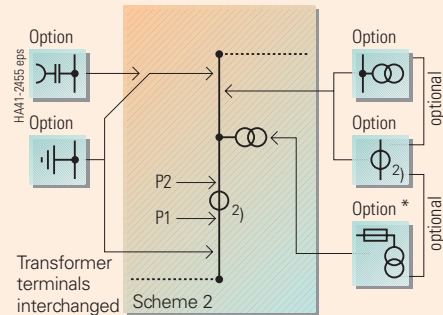 Option
HA41-2455 eps
Option
Transformer
terminals
interchanged
P2
P1
2)
Scheme 2
Option
optional
Option
2)
Option *
optional